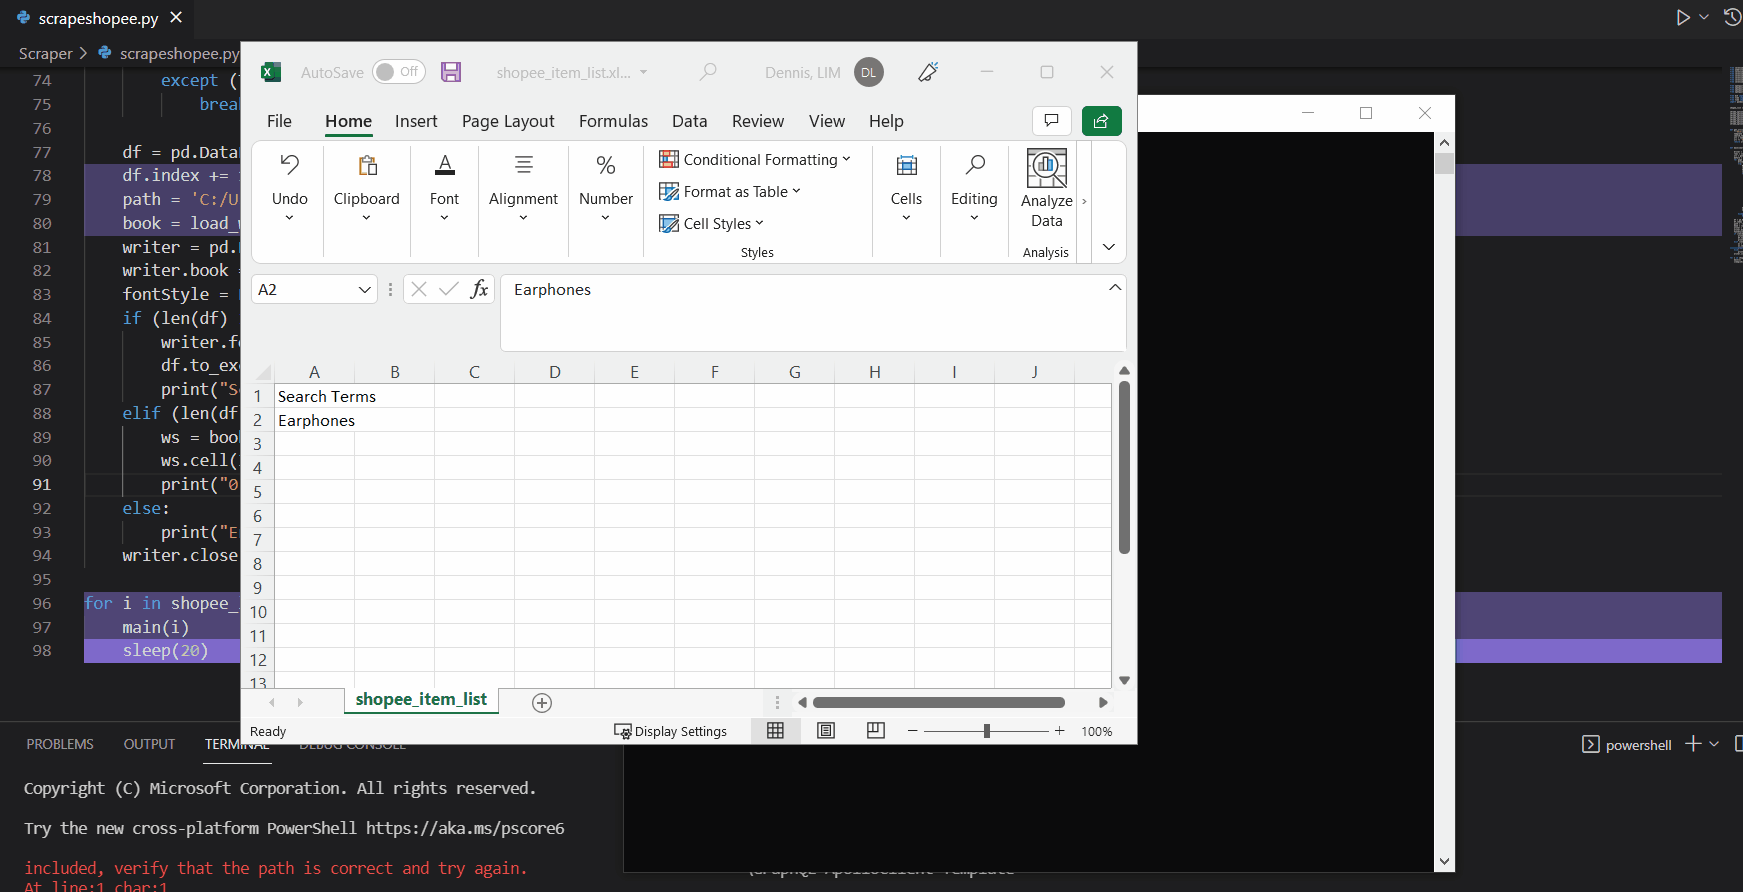 scrapeshopee.py
Scraper > scrapeshopee.py
74 except (
75 brea
76
77 df = pd.Data
78 df.index +=
79 path = 'C:/U
80 book = load_
81 writer = pd.
82 writer.book
83 fontStyle =
84 if (len(df)
85 writer.f
86 df.to_ex
87 print("S
88 elif (len(df
89 ws = boo
90 ws.cell(
91 print("0
92 else:
93 print("E
94 writer.close
95
96 for i in shopee_
97 main(i)
98 sleep(20)
AutoSave Off shopee_item_list.xl... Dennis, LIM DL
File Home Insert Page Layout Formulas Data Review View Help
Undo Clipboard Font Alignment Number
Conditional Formatting
Format as Table
Cell Styles
Styles
Cells Editing
Analyze
Data
Analysis
A2 fx Earphones
A B C D E F G H I J
1 Search Terms
2 Earphones
3
4
5
6
7
8
9
10
11
12
13
shopee_item_list
Ready Display Settings 100%
PROBLEMS OUTPUT TERMINAL DEBUG CONSOLE
powershell
Copyright (C) Microsoft Corporation. All rights reserved.
Try the new cross-platform PowerShell https://aka.ms/pscore6
included, verify that the path is correct and try again.
At line:1 char:1